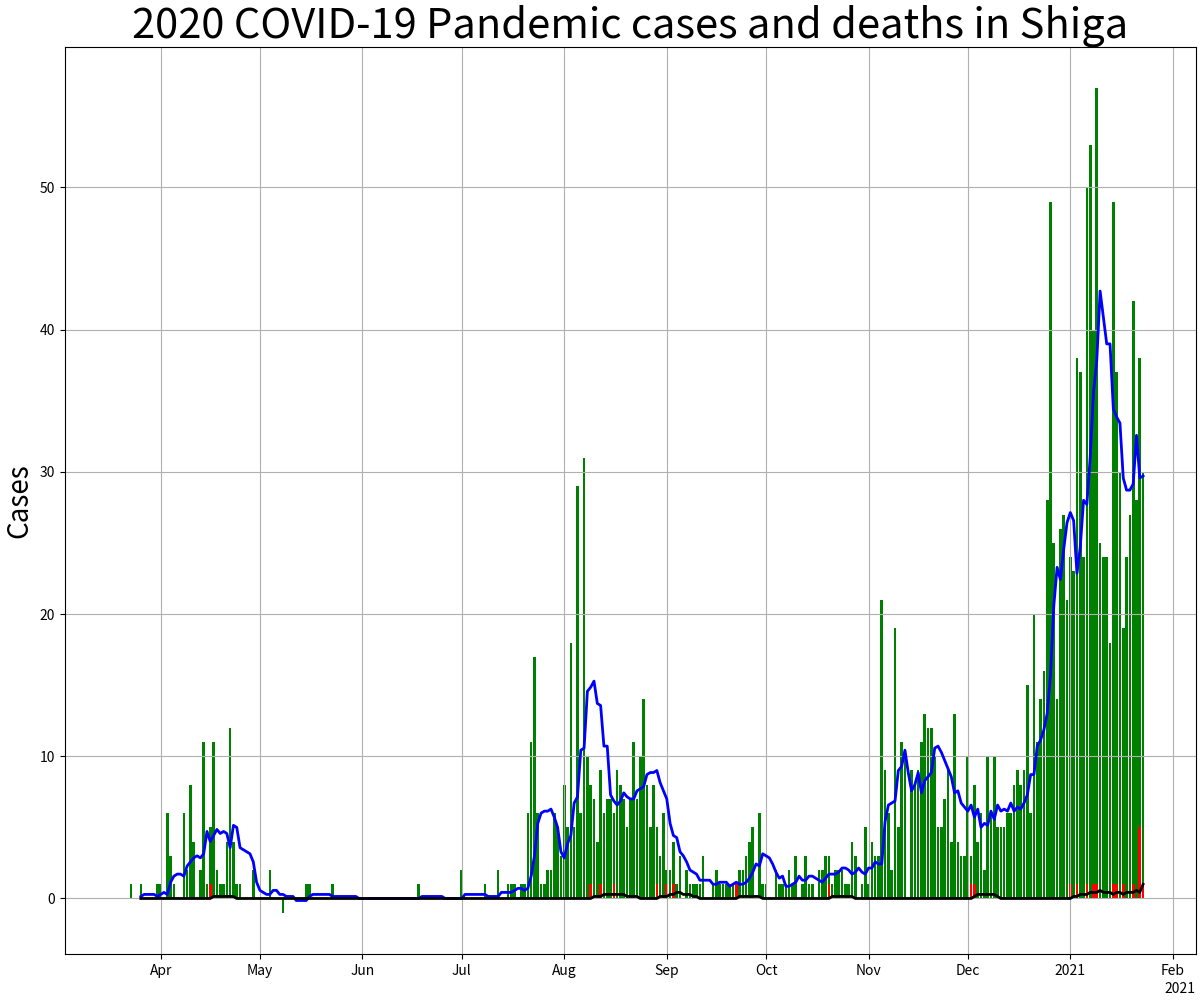 2020 COVID-19 Pandemic cases and deaths in Shiga
Cases
50
40
30
20
10
0
Apr May Jun Jul Aug Sep Oct Nov Dec 2021 Feb
2021